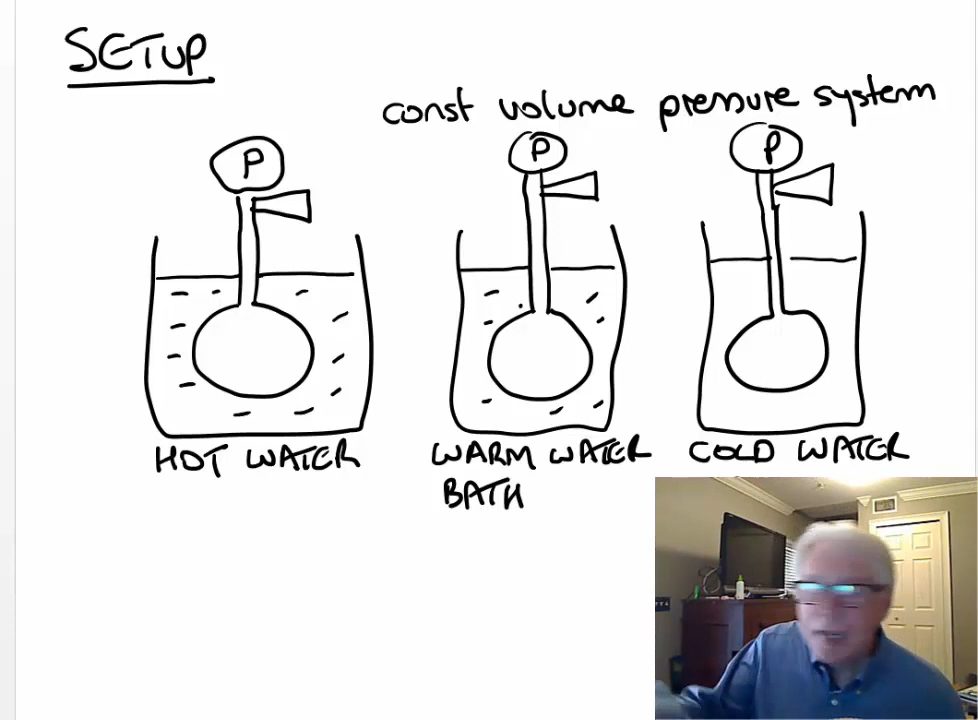 SETUP
const volume pressure system
P P P
HOT WATER WARM WATER COLD WATER
BATH